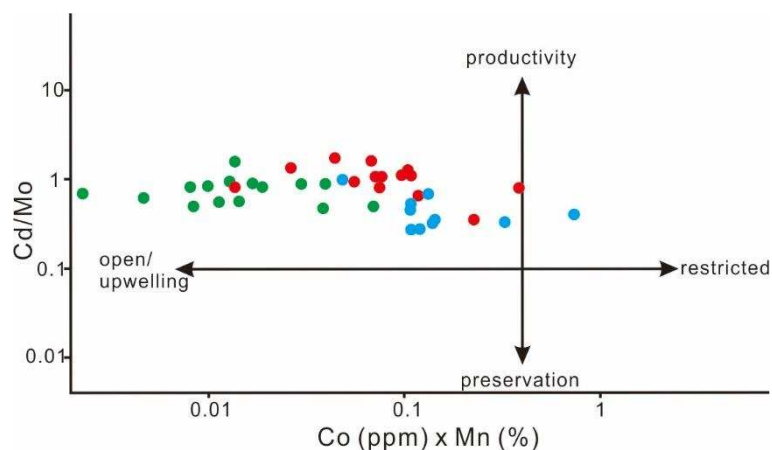 productivity
10
1
Cd/Mo
open/
upwelling
0.1
restricted
0.01
preservation
0.01
0.1
1
Co (ppm) x Mn (%)